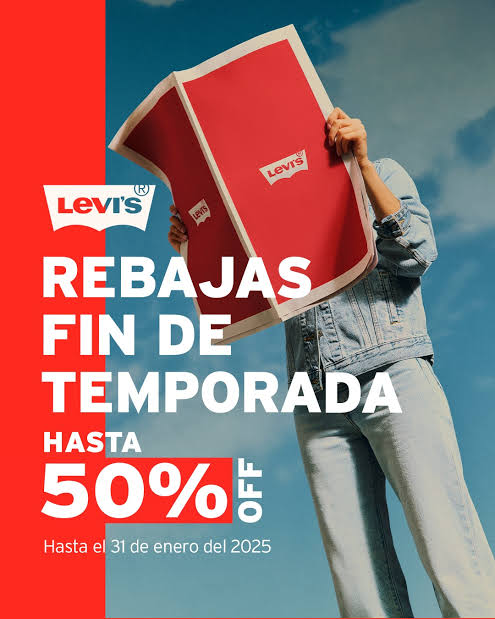 LEVI'S
LEVI'S
LEVI'S ®
REBAJAS
FIN DE
TEMPORADA
HASTA
50% OFF
Hasta el 31 de enero del 2025